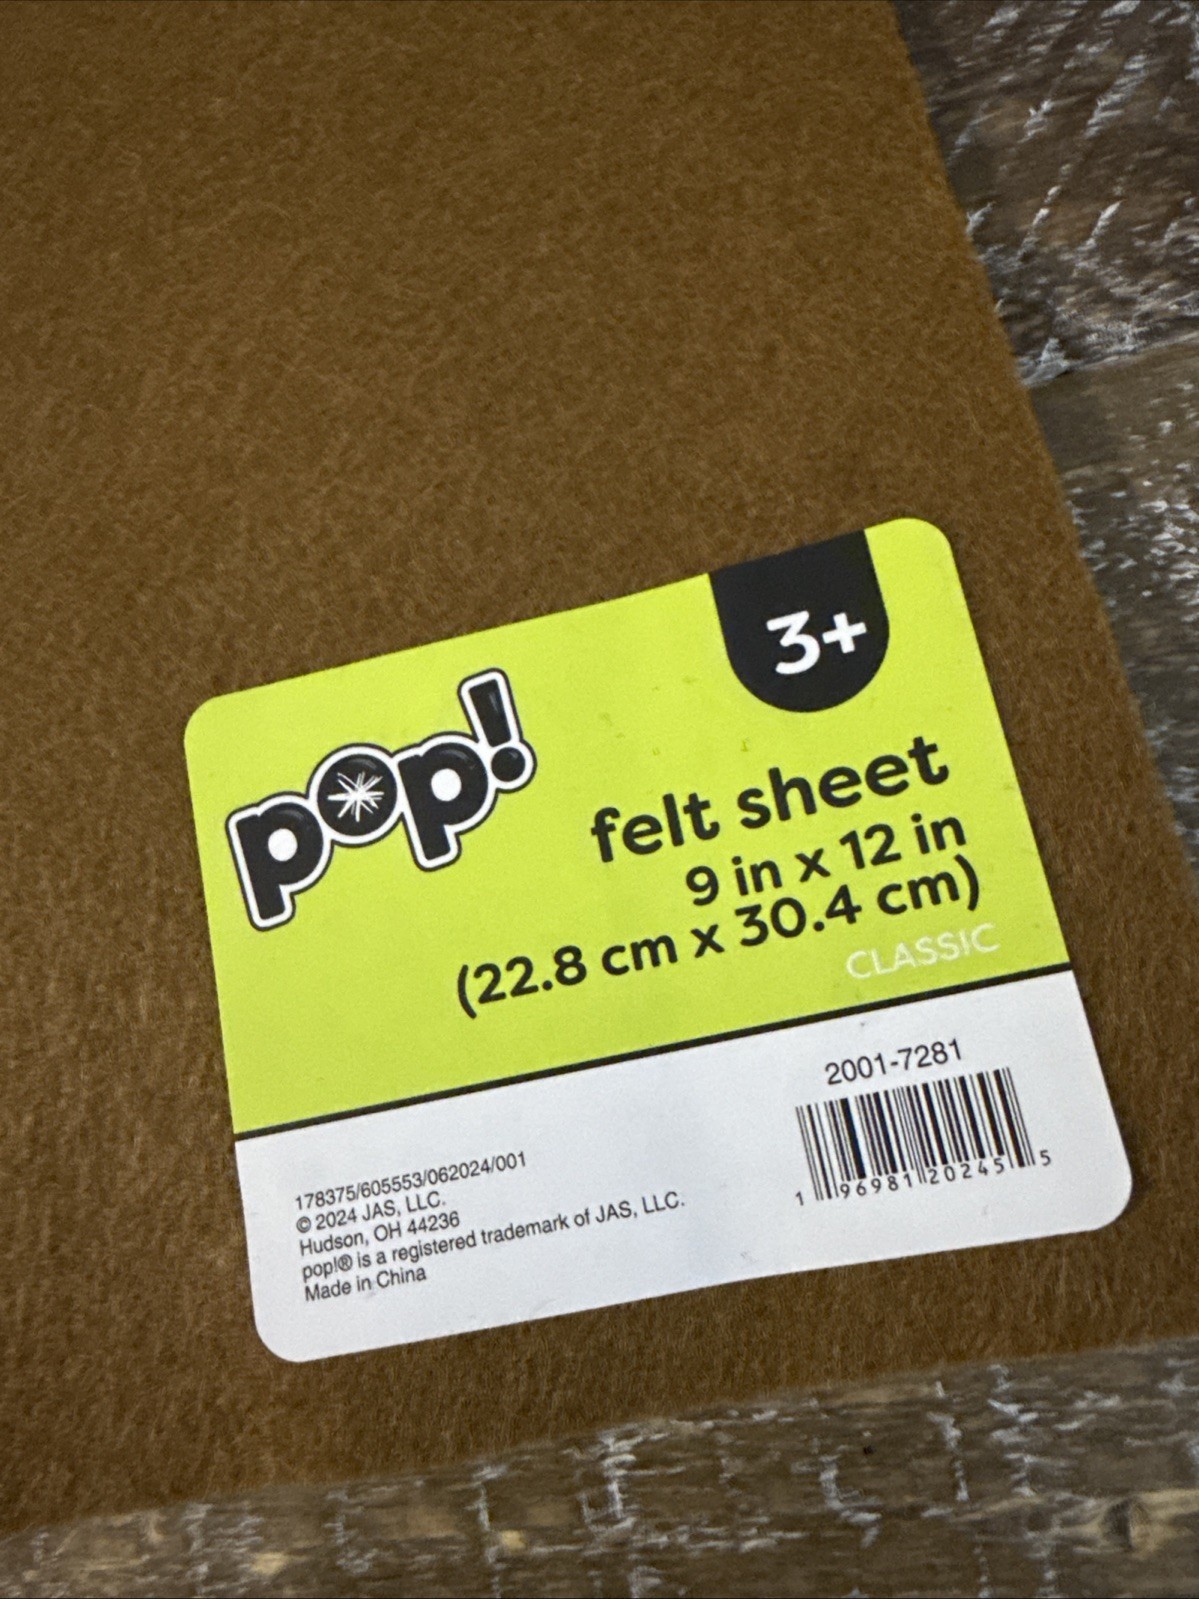 3+
pop!
felt sheet
9 in x 12 in
(22.8 cm x 30.4 cm)
CLASSIC
2001-7281
1 96981 20245 5
178375/605553/062024/001
© 2024 JAS, LLC.
Hudson, OH 44236
pop!® is a registered trademark of JAS, LLC.
Made in China